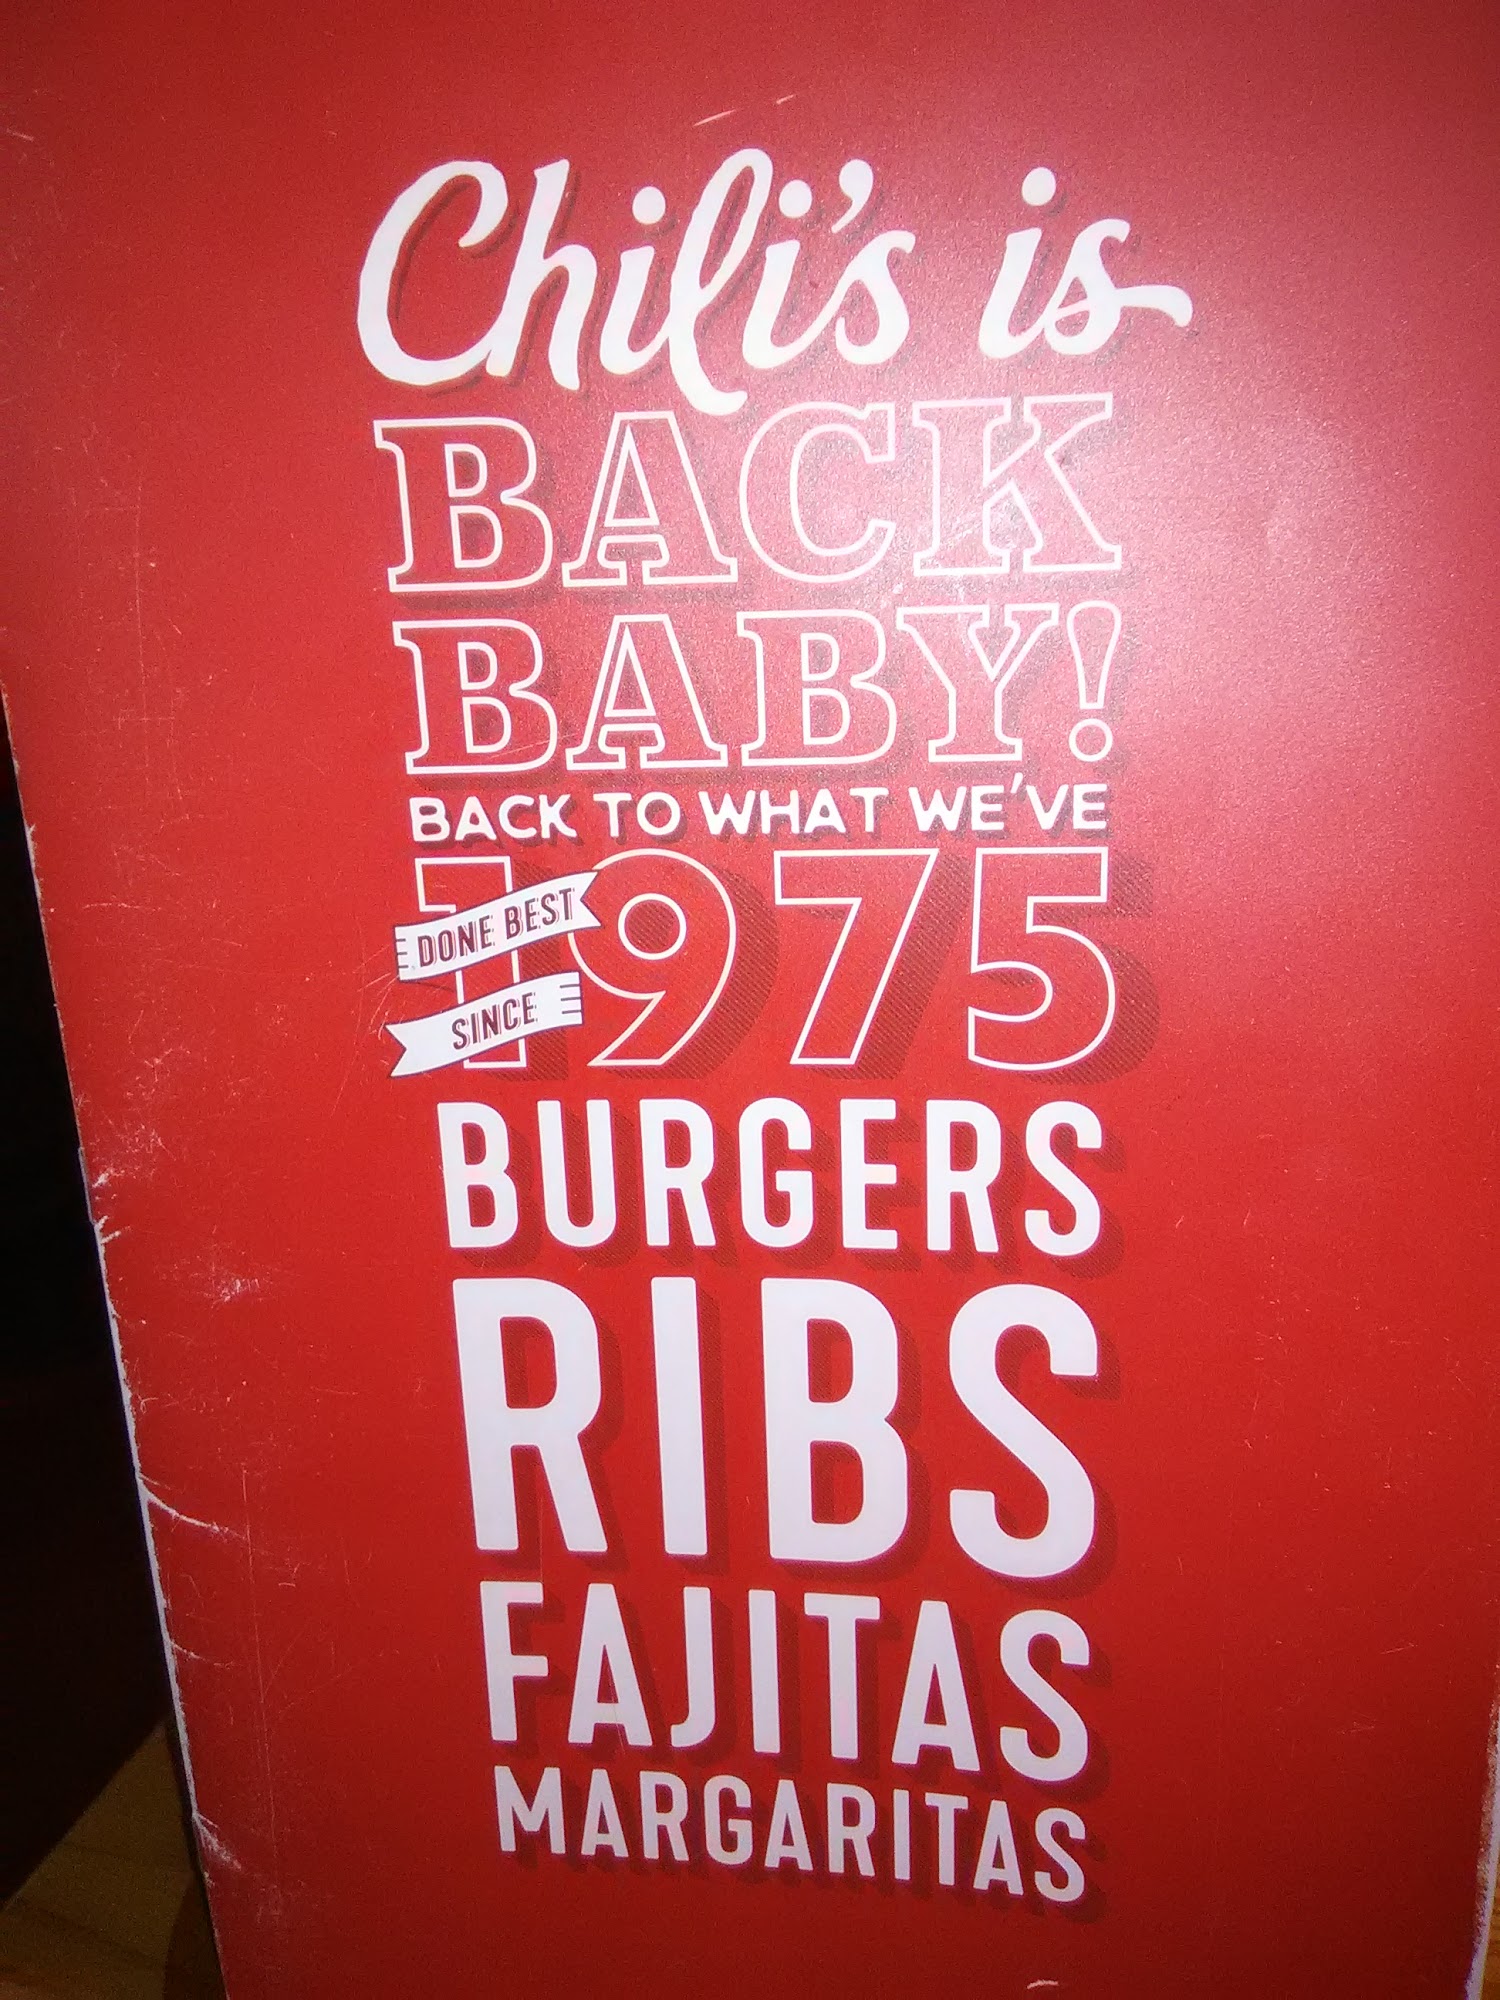 Chili's is
BACK
BABY!
BACK TO WHAT WE'VE
DONE BEST
SINCE
1975
BURGERS
RIBS
FAJITAS
MARGARITAS